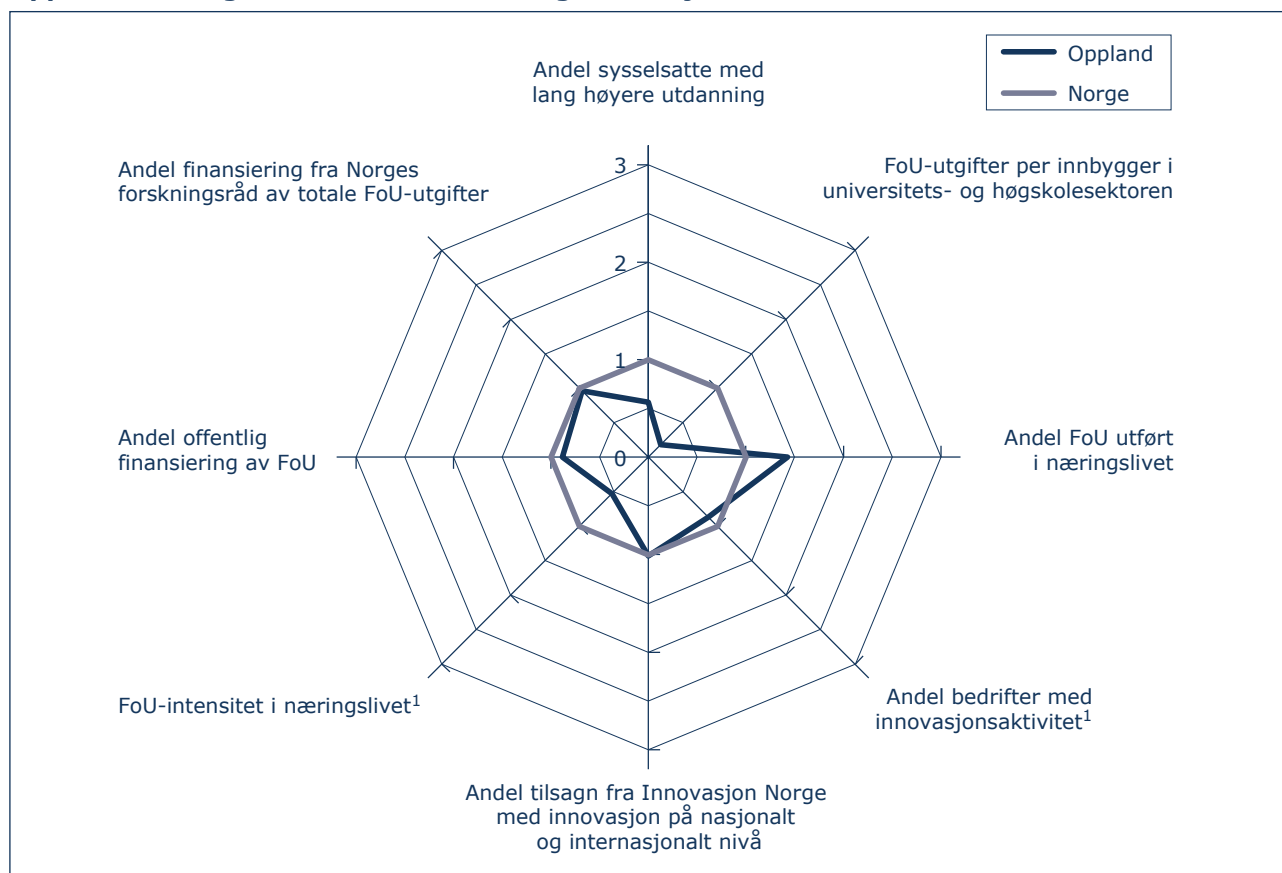 Oppland
Norge
Andel sysselsatte med
lang høyere utdanning
FoU-utgifter per innbygger i
universitets- og høgskolesektoren
Andel FoU utført
i næringslivet
Andel bedrifter med
innovasjonsaktivitet¹
Andel tilsagn fra Innovasjon Norge
med innovasjon på nasjonalt
og internasjonalt nivå
FoU-intensitet i næringslivet¹
Andel offentlig
finansiering av FoU
Andel finansiering fra Norges
forskningsråd av totale FoU-utgifter
3
2
1
0